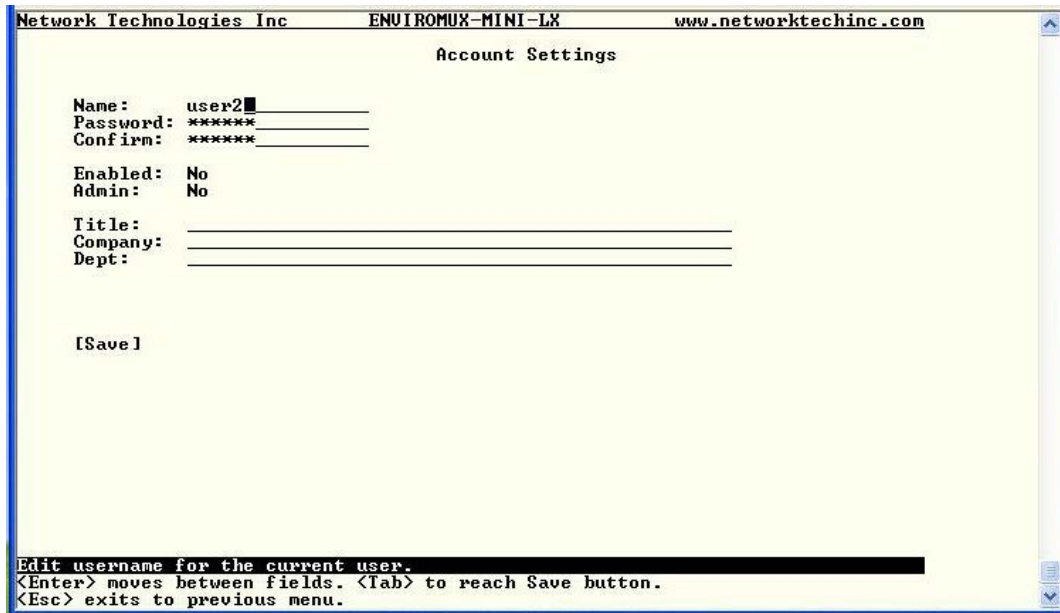 Network Technologies Inc ENVIROMUX-MINI-LX www.networktechinc.com
Account Settings
Name: user2
Password: ******
Confirm: ******
Enabled: No
Admin: No
Title:
Company:
Dept:
[Save]
Edit username for the current user.
<Enter> moves between fields. <Tab> to reach Save button.
<Esc> exits to previous menu.